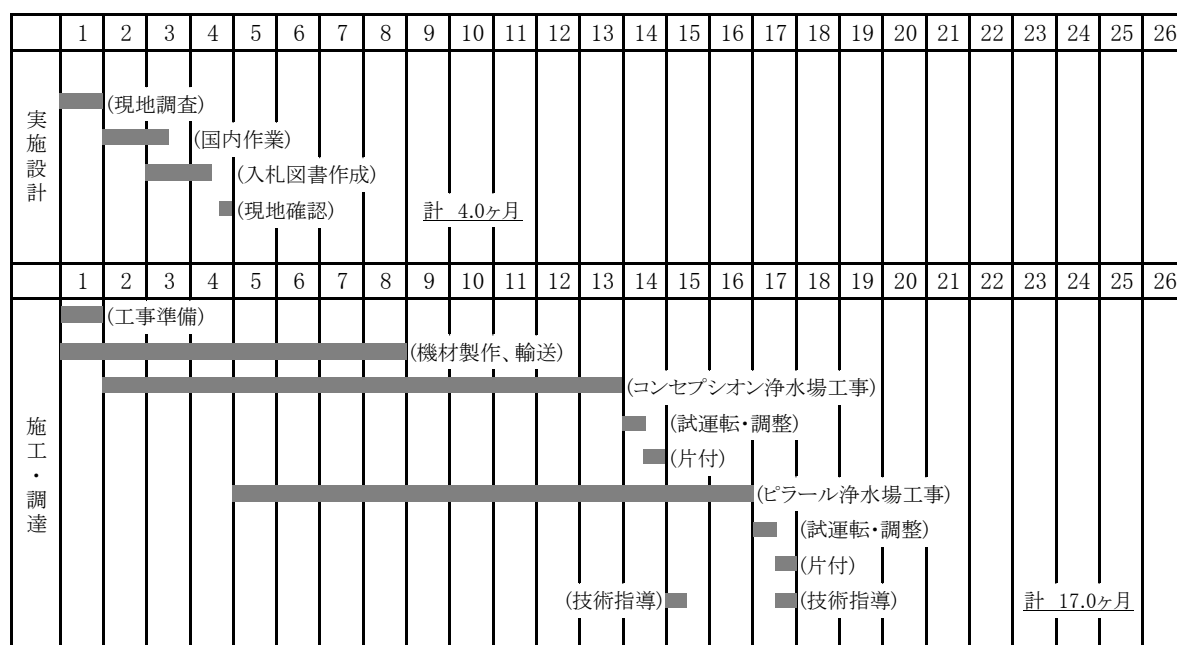 1 2 3 4 5 6 7 8 9 10 11 12 13 14 15 16 17 18 19 20 21 22 23 24 25 26
実施設計
(現地調査)
(国内作業)
(入札図書作成)
(現地確認) 計 4.0ヶ月
1 2 3 4 5 6 7 8 9 10 11 12 13 14 15 16 17 18 19 20 21 22 23 24 25 26
施工・調達
(工事準備)
(機材製作、輸送)
(コンセプシオン浄水場工事)
(試運転・調整)
(片付)
(ピラール浄水場工事)
(試運転・調整)
(片付)
(技術指導) (技術指導) 計 17.0ヶ月